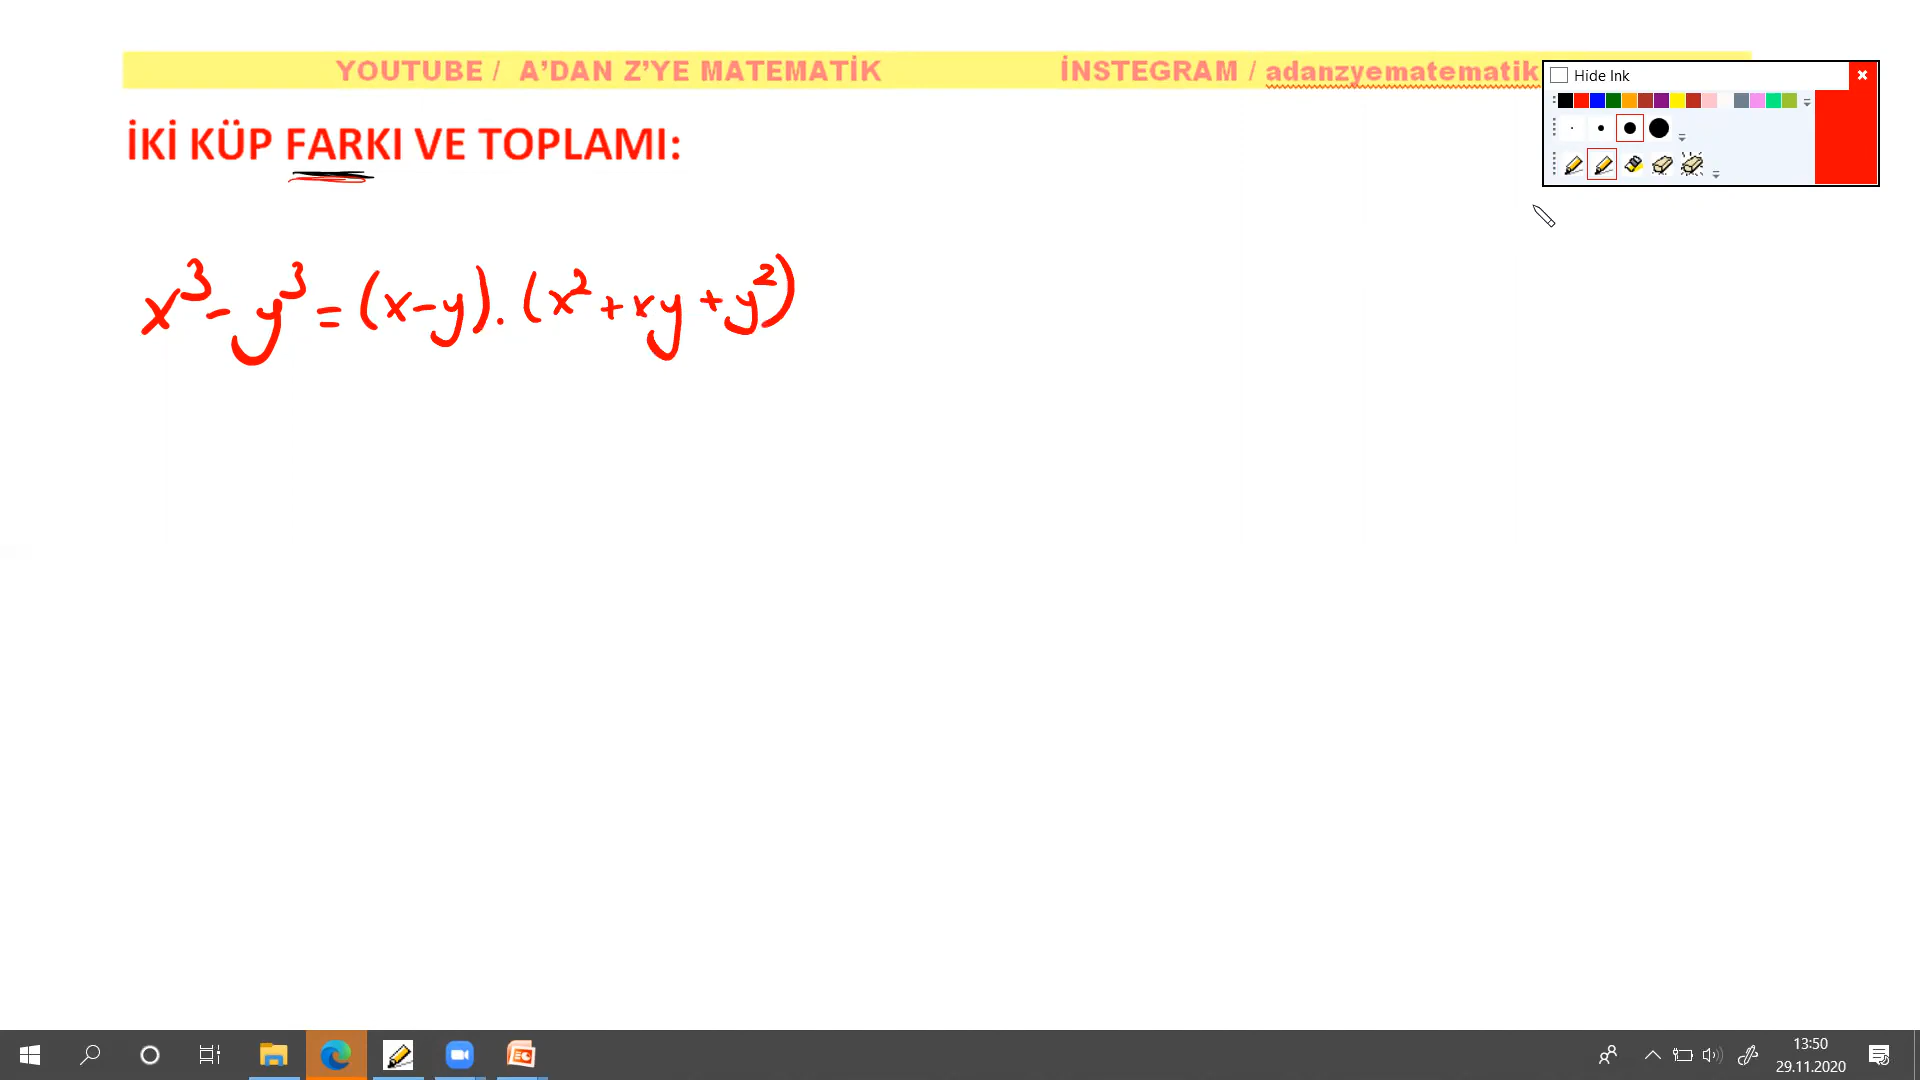 YOUTUBE / A’DAN Z’YE MATEMATİK İNSTEGRAM / adanzyematematik
Hide Ink
İKİ KÜP FARKI VE TOPLAMI:
x³ - y³ = (x-y) . (x² + xy + y²)
13:50
29.11.2020